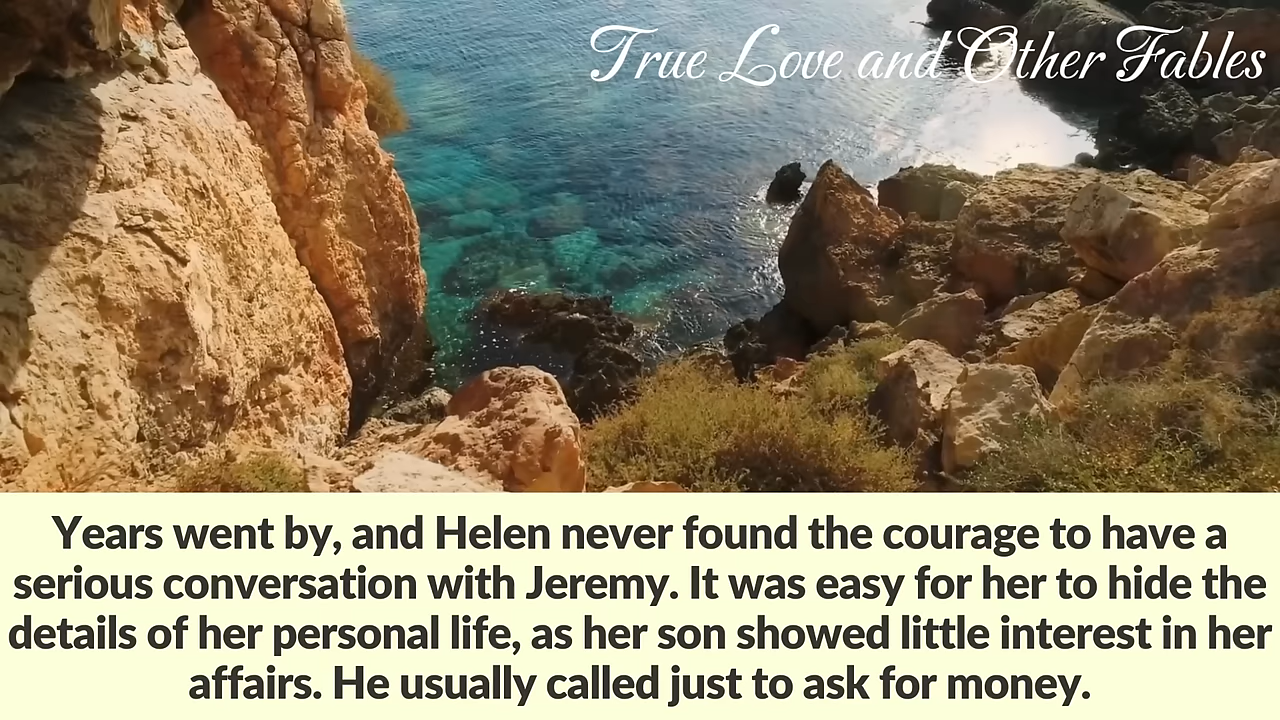 True Love and Other Fables
Years went by, and Helen never found the courage to have a
serious conversation with Jeremy. It was easy for her to hide the
details of her personal life, as her son showed little interest in her
affairs. He usually called just to ask for money.